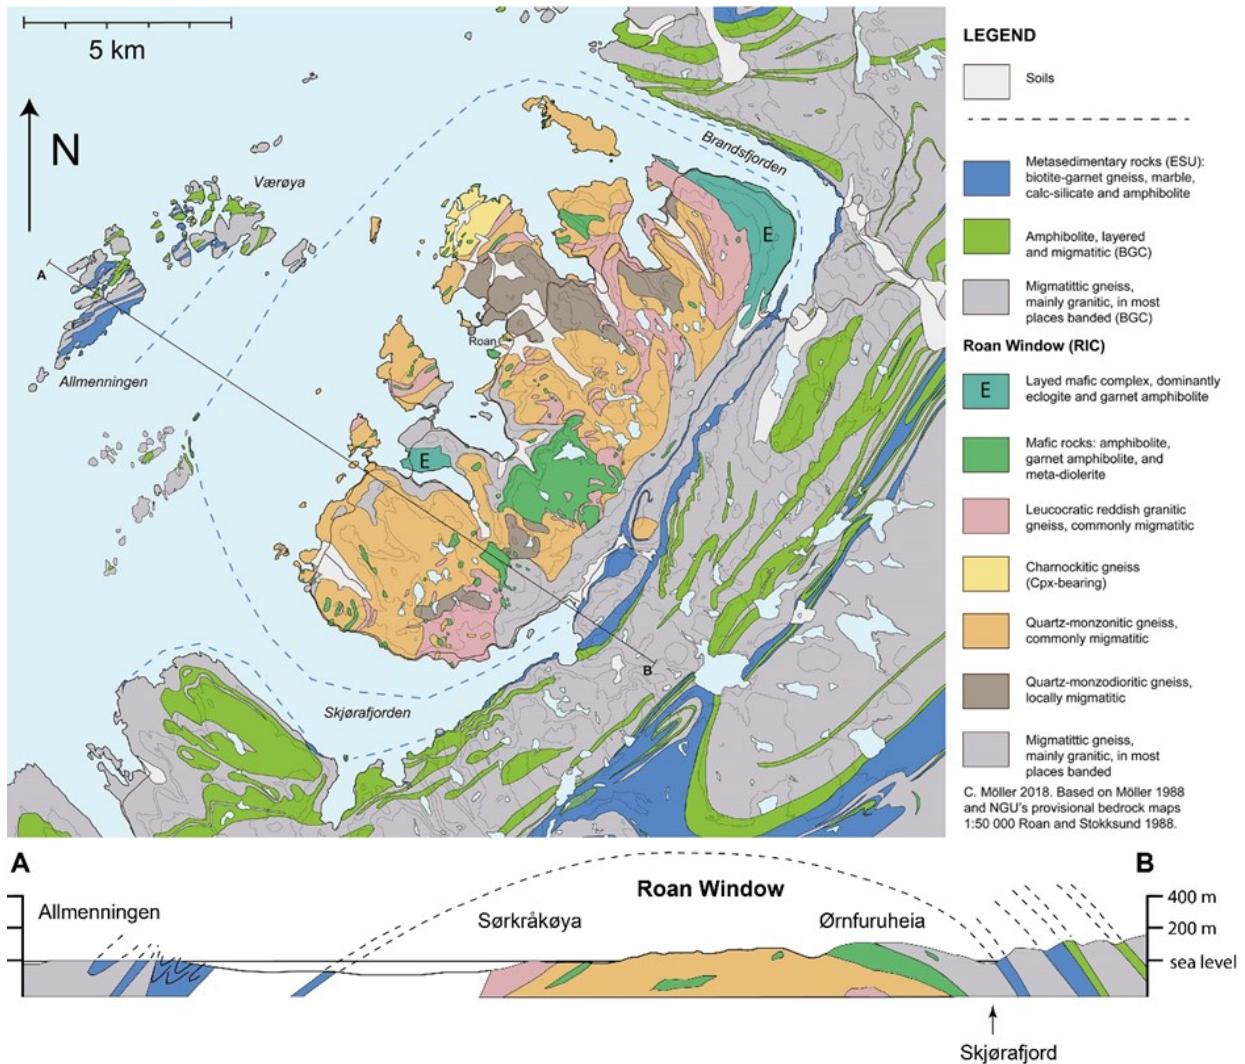 5 km
N
Værøya
Brandsfjorden
E
A
Roan
Allmenningen
E
B
Skjørafjorden
LEGEND
Soils
Metasedimentary rocks (ESU):
biotite-garnet gneiss, marble,
calc-silicate and amphibolite
Amphibolite, layered
and migmatitic (BGC)
Migmatittic gneiss,
mainly granitic, in most
places banded (BGC)
Roan Window (RIC)
E
Layed mafic complex, dominantly
eclogite and garnet amphibolite
Mafic rocks: amphibolite,
garnet amphibolite, and
meta-diolerite
Leucocratic reddish granitic
gneiss, commonly migmatitic
Charnockitic gneiss
(Cpx-bearing)
Quartz-monzonitic gneiss,
commonly migmatitic
Quartz-monzodioritic gneiss,
locally migmatitic
Migmatittic gneiss,
mainly granitic, in most
places banded
C. Möller 2018. Based on Möller 1988
and NGU's provisional bedrock maps
1:50 000 Roan and Stokksund 1988.
A
B
Allmenningen
Sørkråkøya
Roan Window
Ørnfuruheia
400 m
200 m
sea level
Skjørafjord